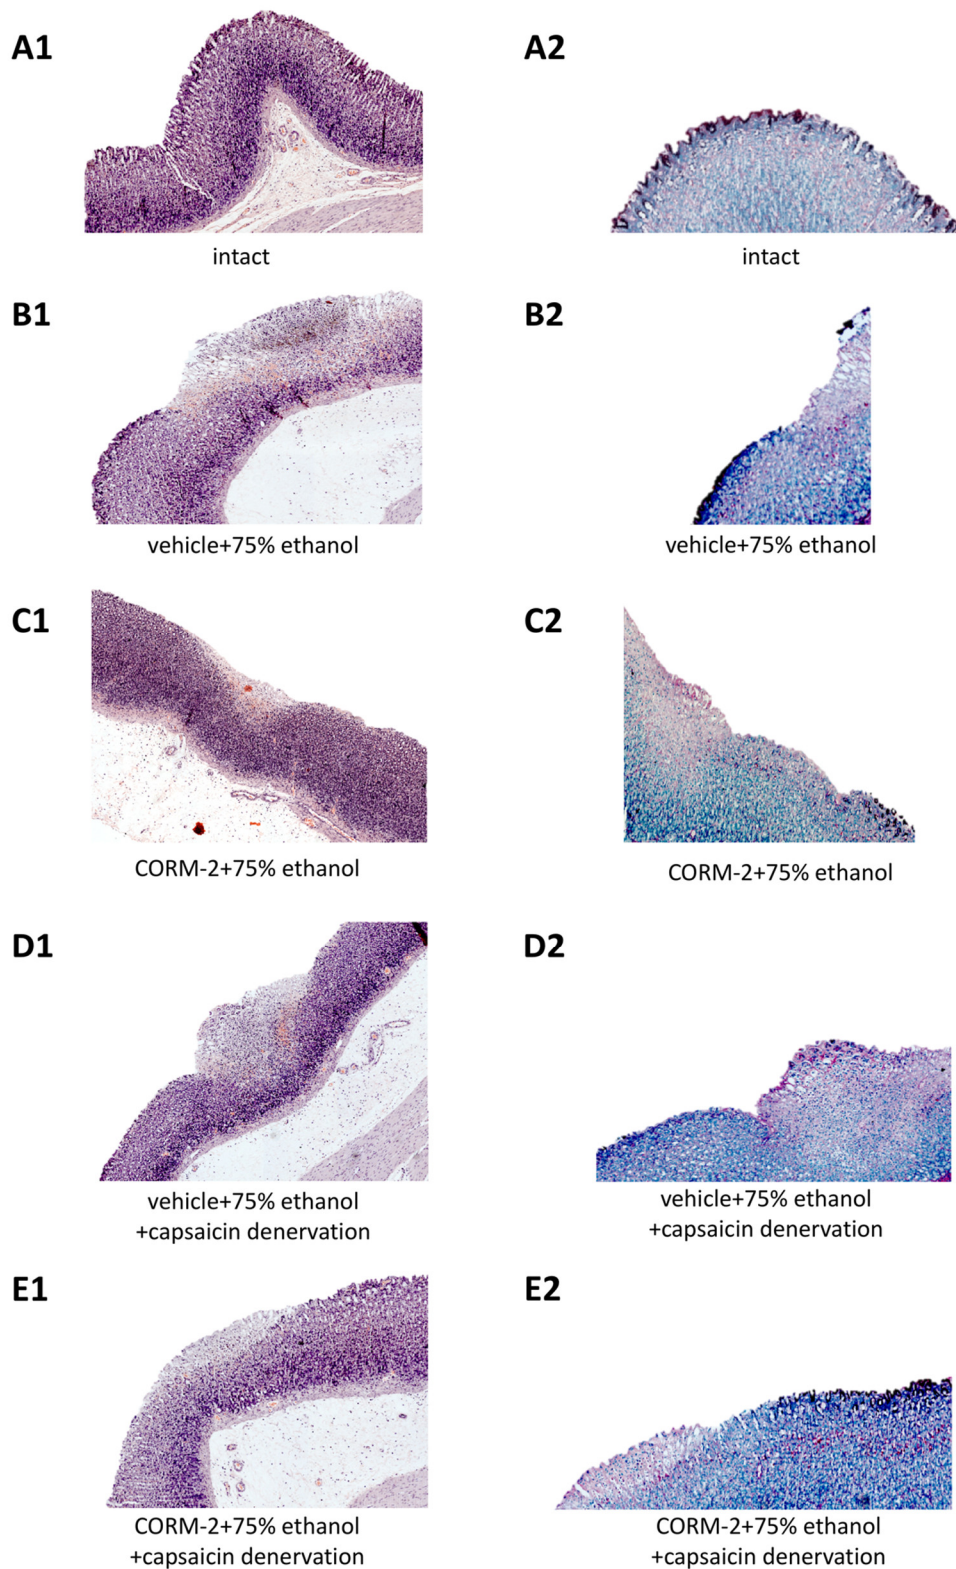 A1
A2
intact
intact
B1
B2
vehicle+75% ethanol
vehicle+75% ethanol
C1
C2
CORM-2+75% ethanol
CORM-2+75% ethanol
D1
D2
vehicle+75% ethanol
+capsaicin denervation
vehicle+75% ethanol
+capsaicin denervation
E1
E2
CORM-2+75% ethanol
+capsaicin denervation
CORM-2+75% ethanol
+capsaicin denervation